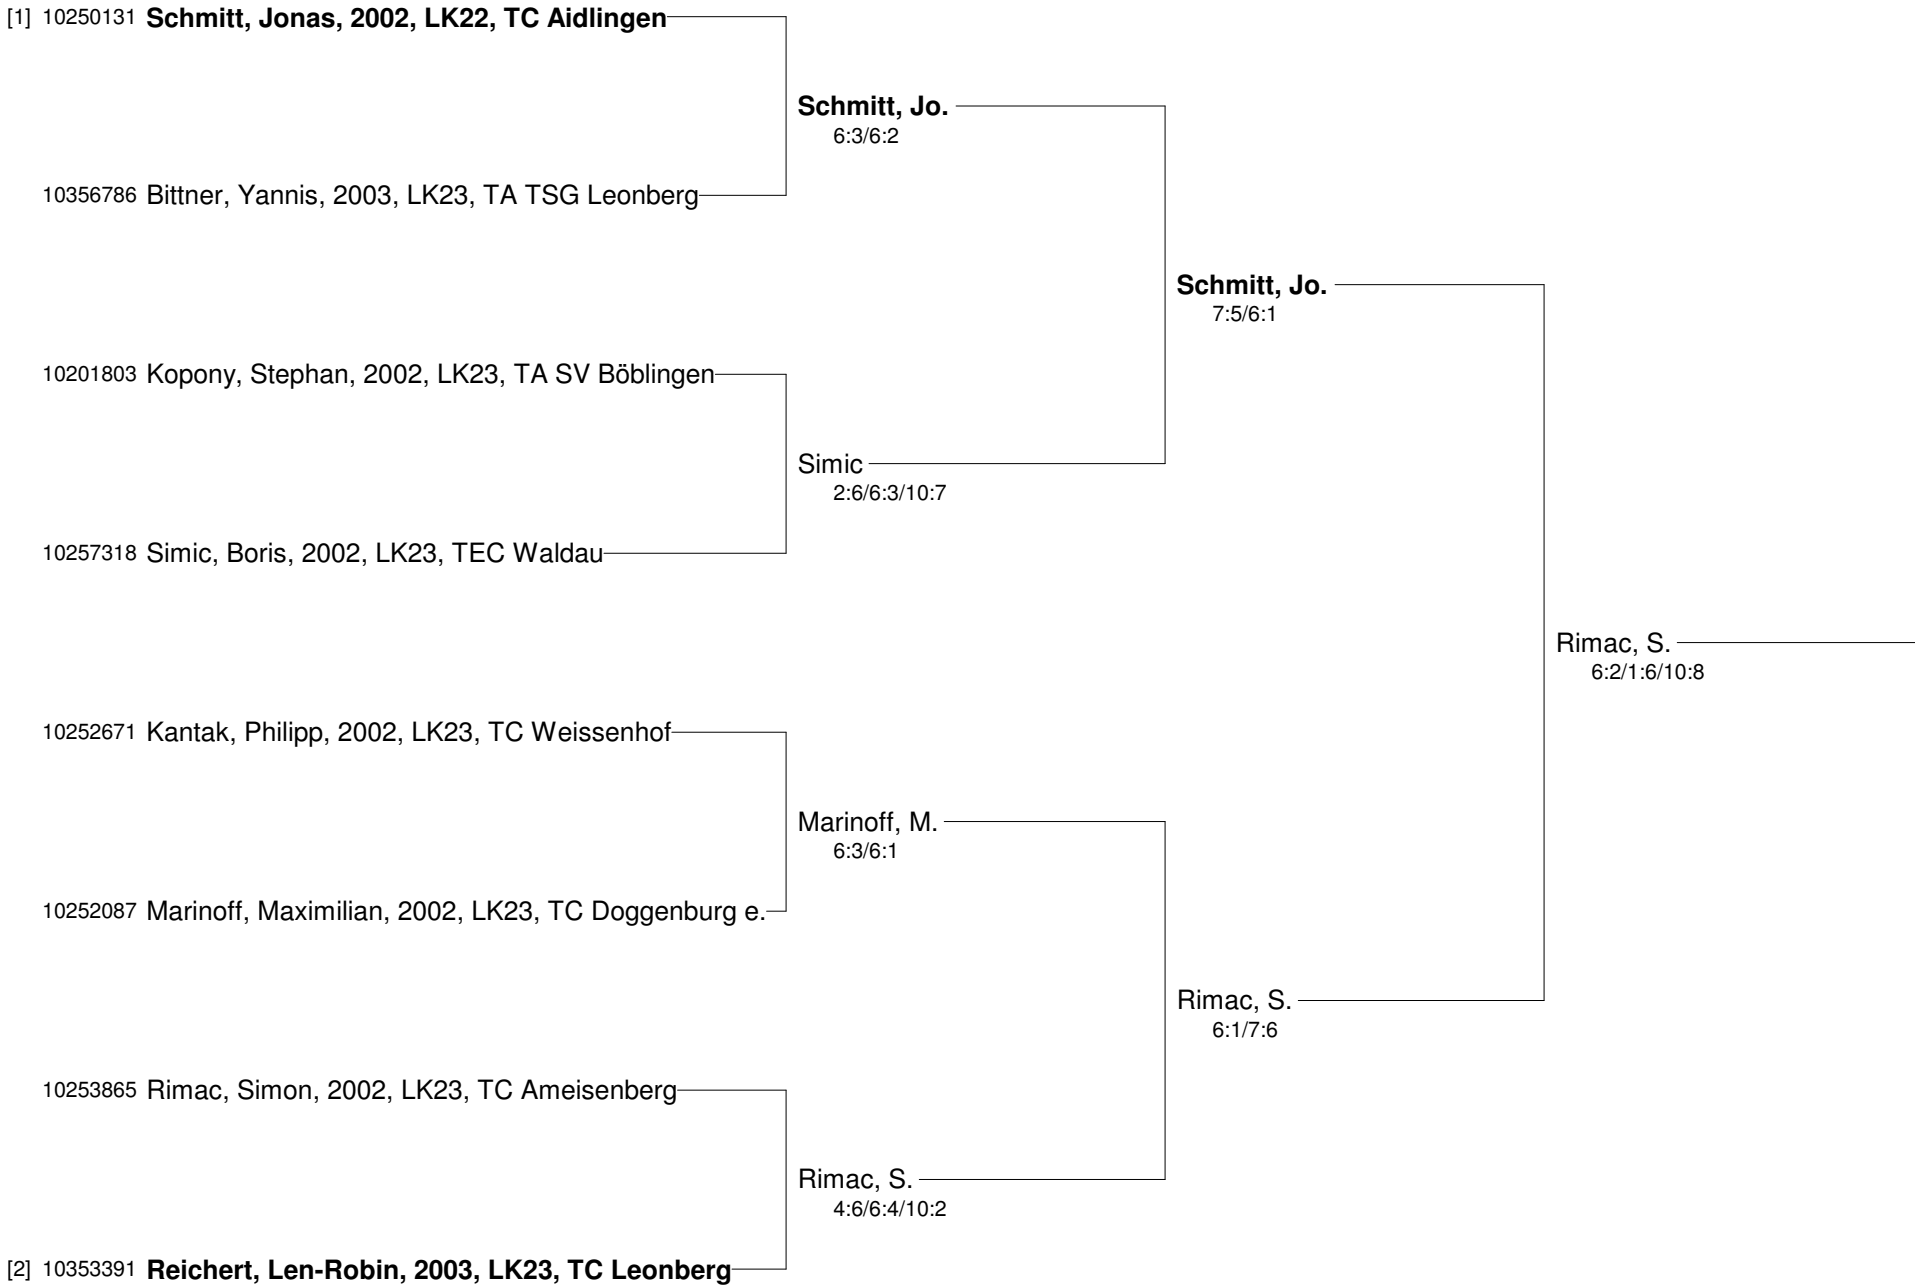 [1] 10250131 Schmitt, Jonas, 2002, LK22, TC Aidlingen
Schmitt, Jo.
6:3/6:2
10356786 Bittner, Yannis, 2003, LK23, TA TSG Leonberg
Schmitt, Jo.
7:5/6:1
10201803 Kopony, Stephan, 2002, LK23, TA SV Böblingen
Simic
2:6/6:3/10:7
10257318 Simic, Boris, 2002, LK23, TEC Waldau
Rimac, S.
6:2/1:6/10:8
10252671 Kantak, Philipp, 2002, LK23, TC Weissenhof
Marinoff, M.
6:3/6:1
10252087 Marinoff, Maximilian, 2002, LK23, TC Doggenburg e.
Rimac, S.
6:1/7:6
10253865 Rimac, Simon, 2002, LK23, TC Ameisenberg
Rimac, S.
4:6/6:4/10:2
[2] 10353391 Reichert, Len-Robin, 2003, LK23, TC Leonberg